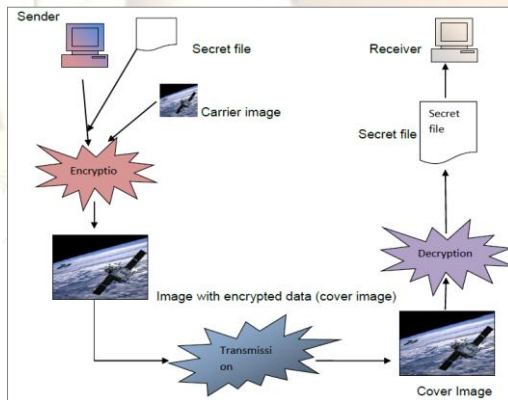 Sender
Secret file
Carrier image
Encryptio
Image with encrypted data (cover image)
Transmissi
on
Receiver
Secret file
Secret
file
Decryption
Cover Image